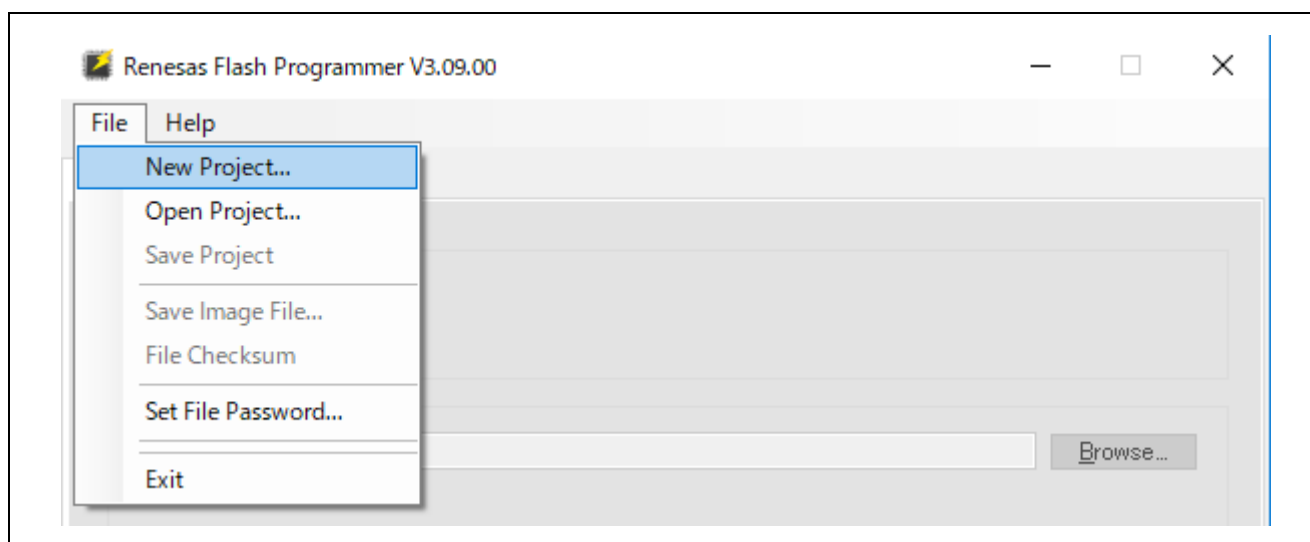 Renesas Flash Programmer V3.09.00
File Help
New Project...
Open Project...
Save Project
Save Image File...
File Checksum
Set File Password...
Browse...
Exit